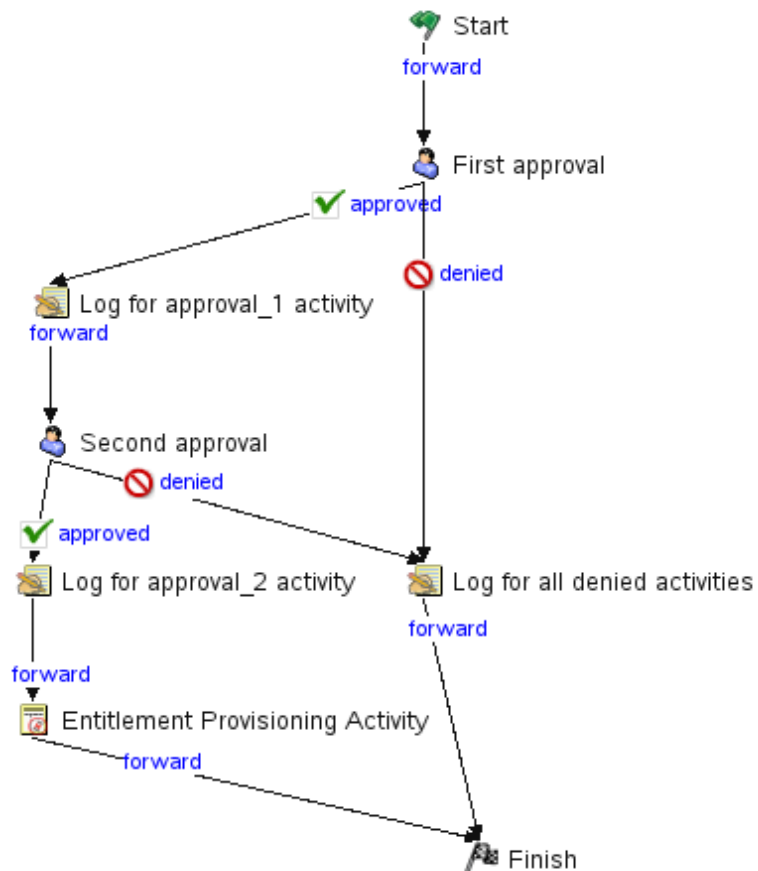 Start
forward
First approval
approved
denied
Log for approval_1 activity
forward
Second approval
denied
approved
Log for approval_2 activity
Log for all denied activities
forward
forward
Entitlement Provisioning Activity
forward
Finish